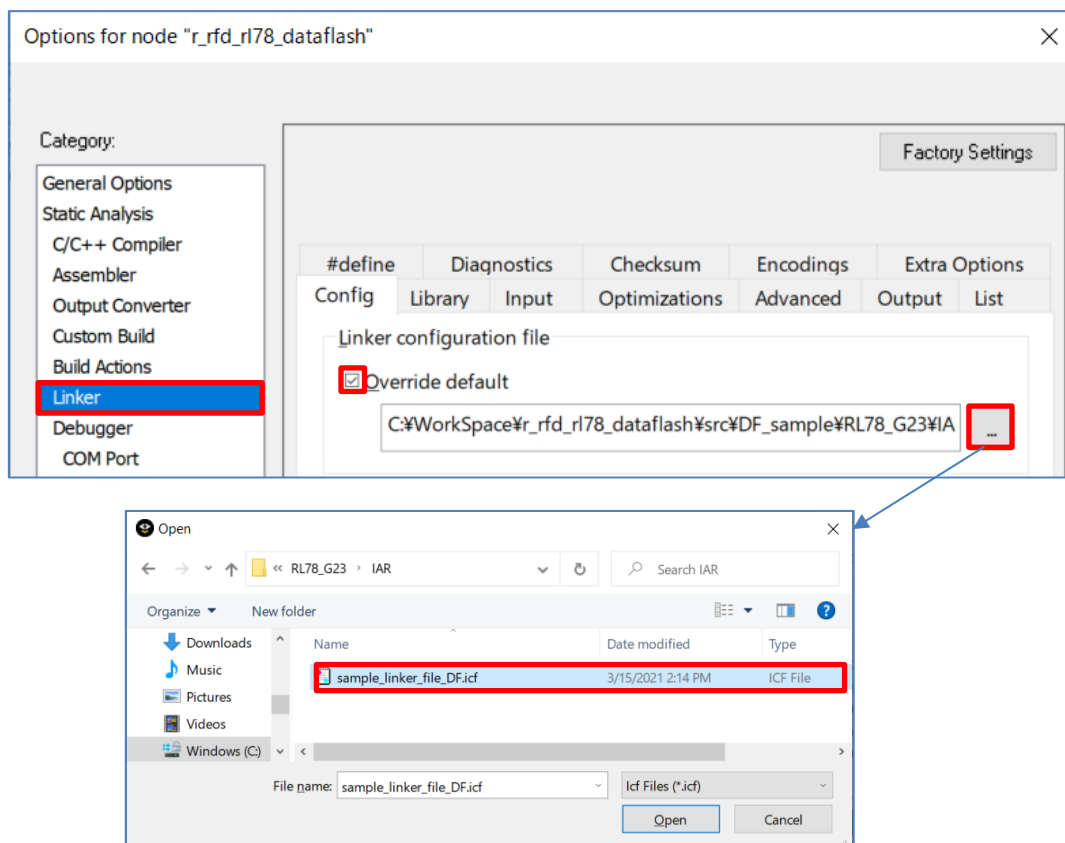 Options for node "r_rfd_rl78_dataflash"
Category:
Factory Settings
General Options
Static Analysis
C/C++ Compiler
Assembler
Output Converter
Custom Build
Build Actions
Linker
Debugger
COM Port
#define Diagnostics Checksum Encodings Extra Options
Config Library Input Optimizations Advanced Output List
Linker configuration file
Override default
C:¥WorkSpace¥r_rfd_rl78_dataflash¥src¥DF_sample¥RL78_G23¥IA
...
Open
« RL78_G23 › IAR
Search IAR
Organize New folder
Downloads
Music
Pictures
Videos
Windows (C:)
Name Date modified Type
sample_linker_file_DF.icf 3/15/2021 2:14 PM ICF File
File name: sample_linker_file_DF.icf Icf Files (*.icf)
Open Cancel